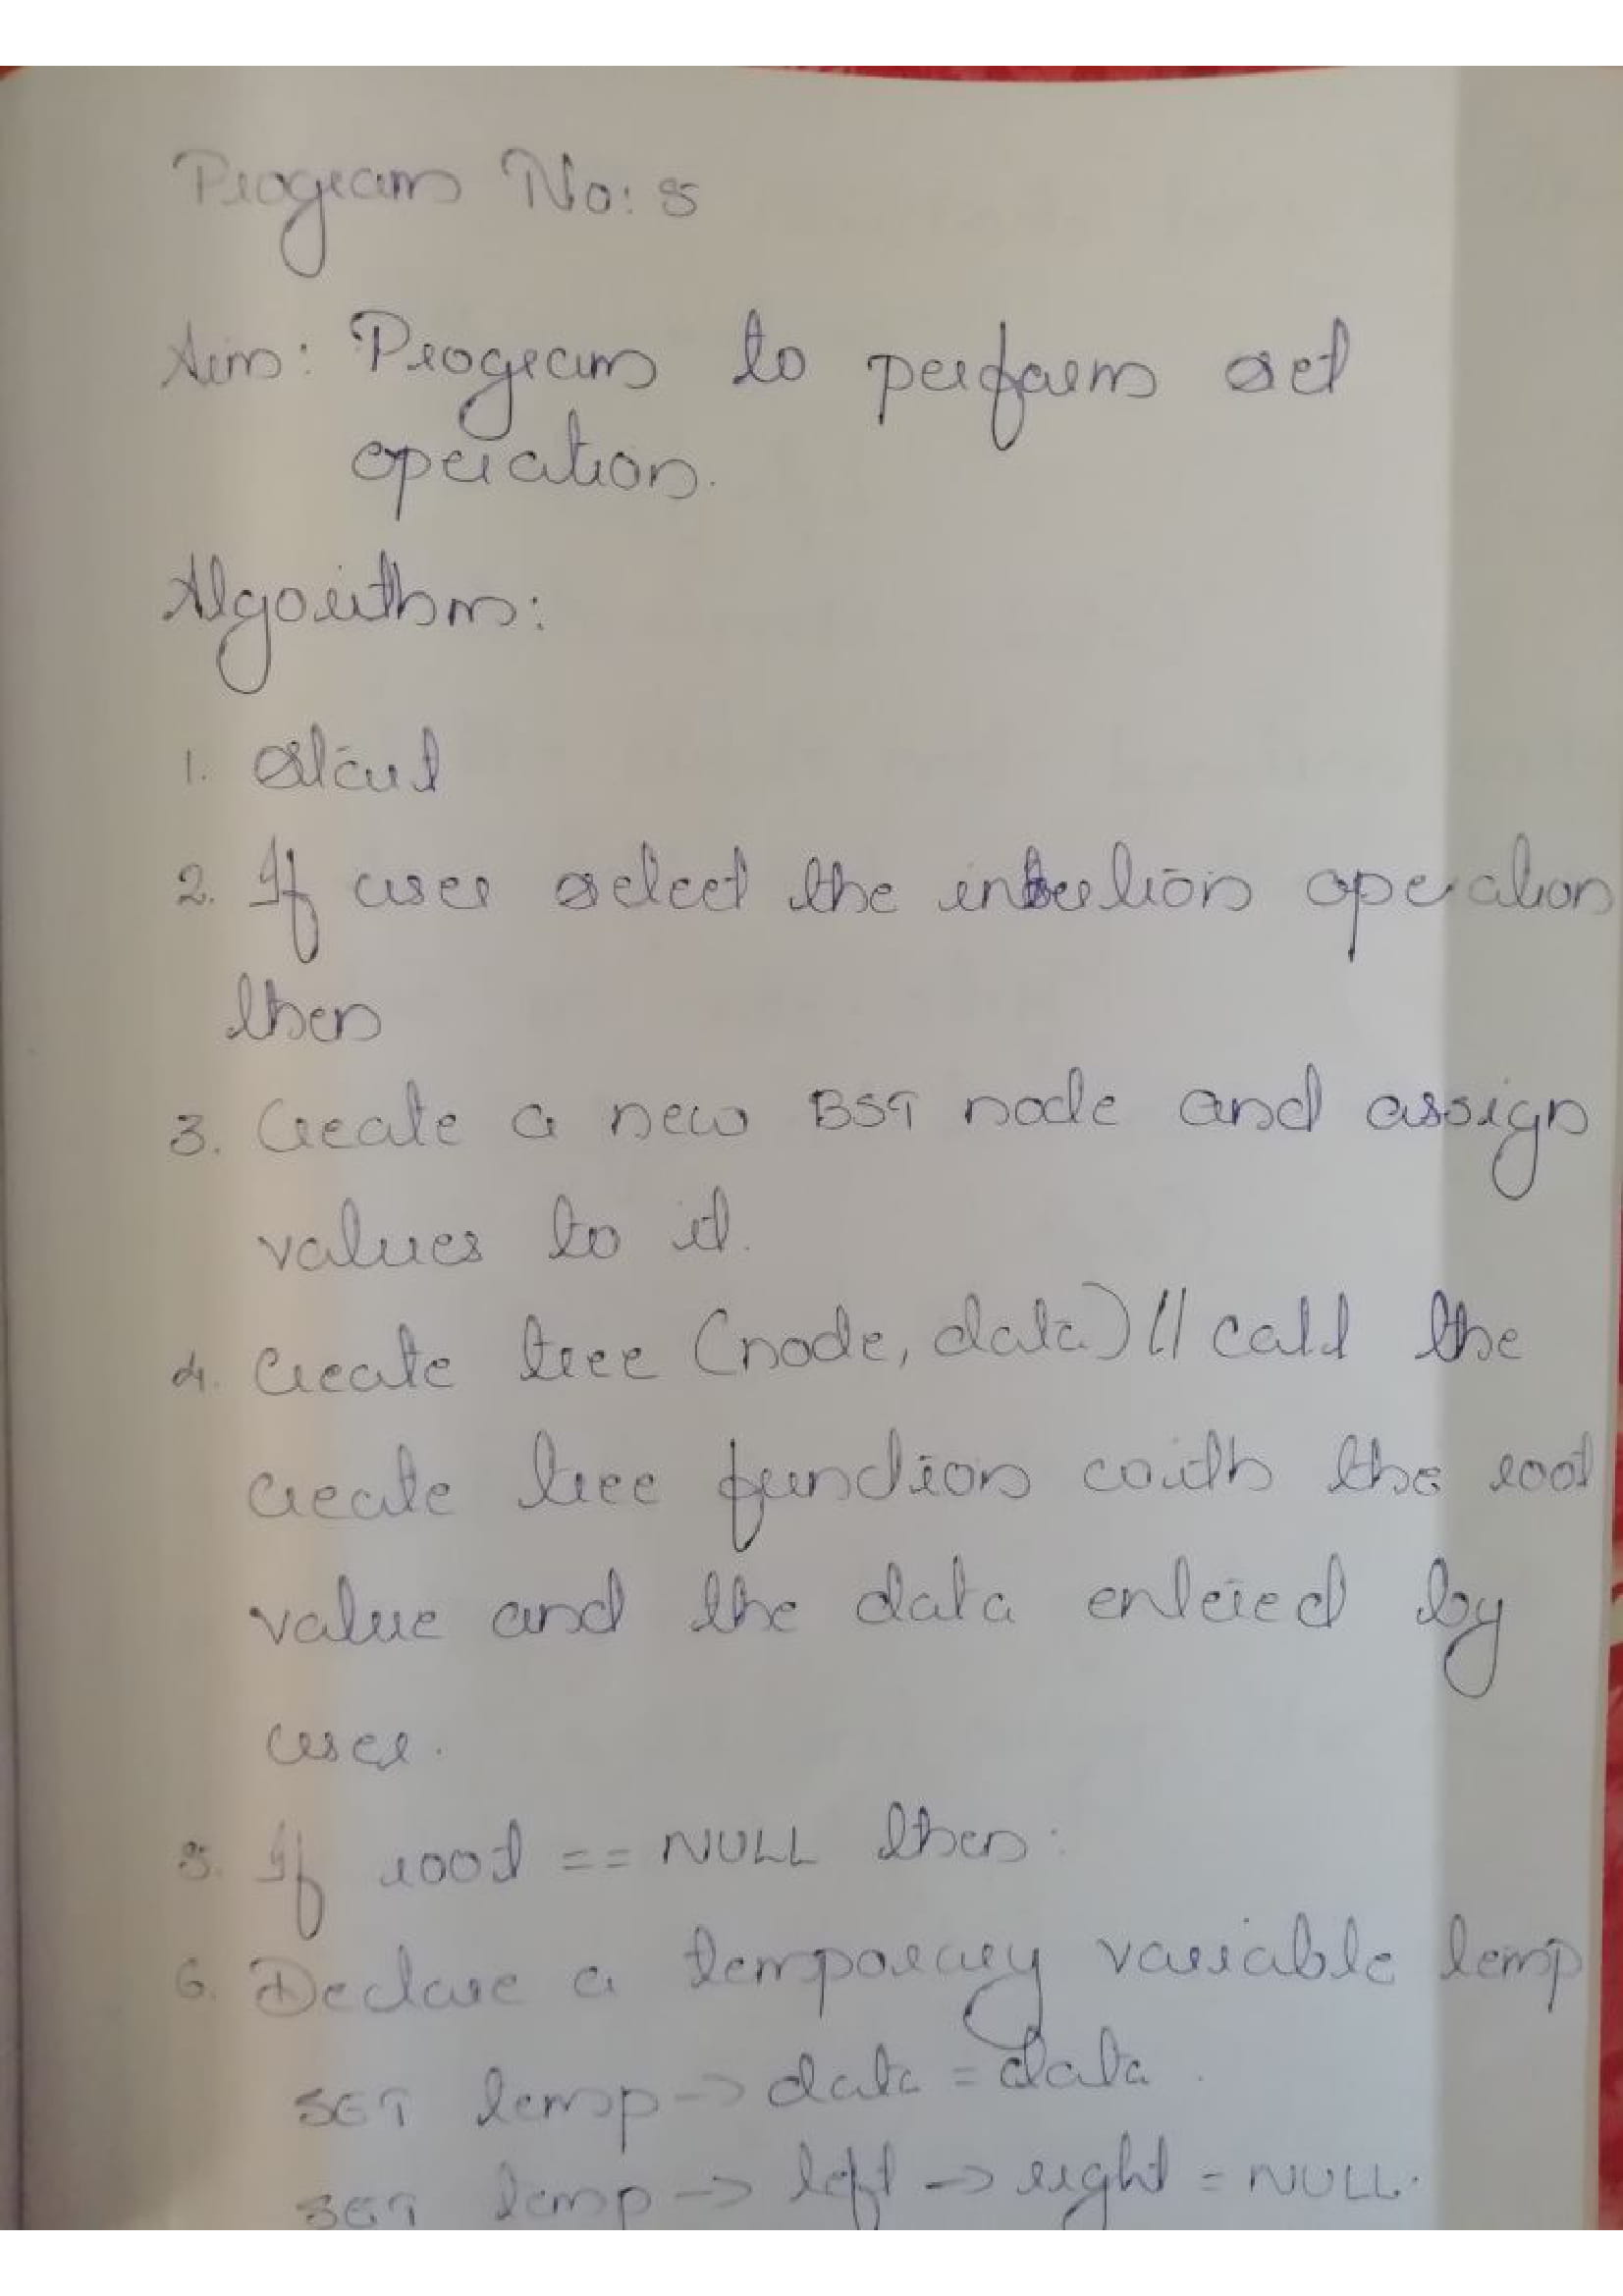 Program No: 5
Aim: Program to perform set
operation.
Algorithm:
1. Start
2. If user select the insertion operation
then
3. Create a new BST node and assign
values to it.
4. Create tree (node, data) // call the
create tree function with the root
value and the data entered by
user.
5. If root == NULL then:
6. Declare a temporary variable temp
SET temp -> data = data.
SET temp -> left -> right = NULL.